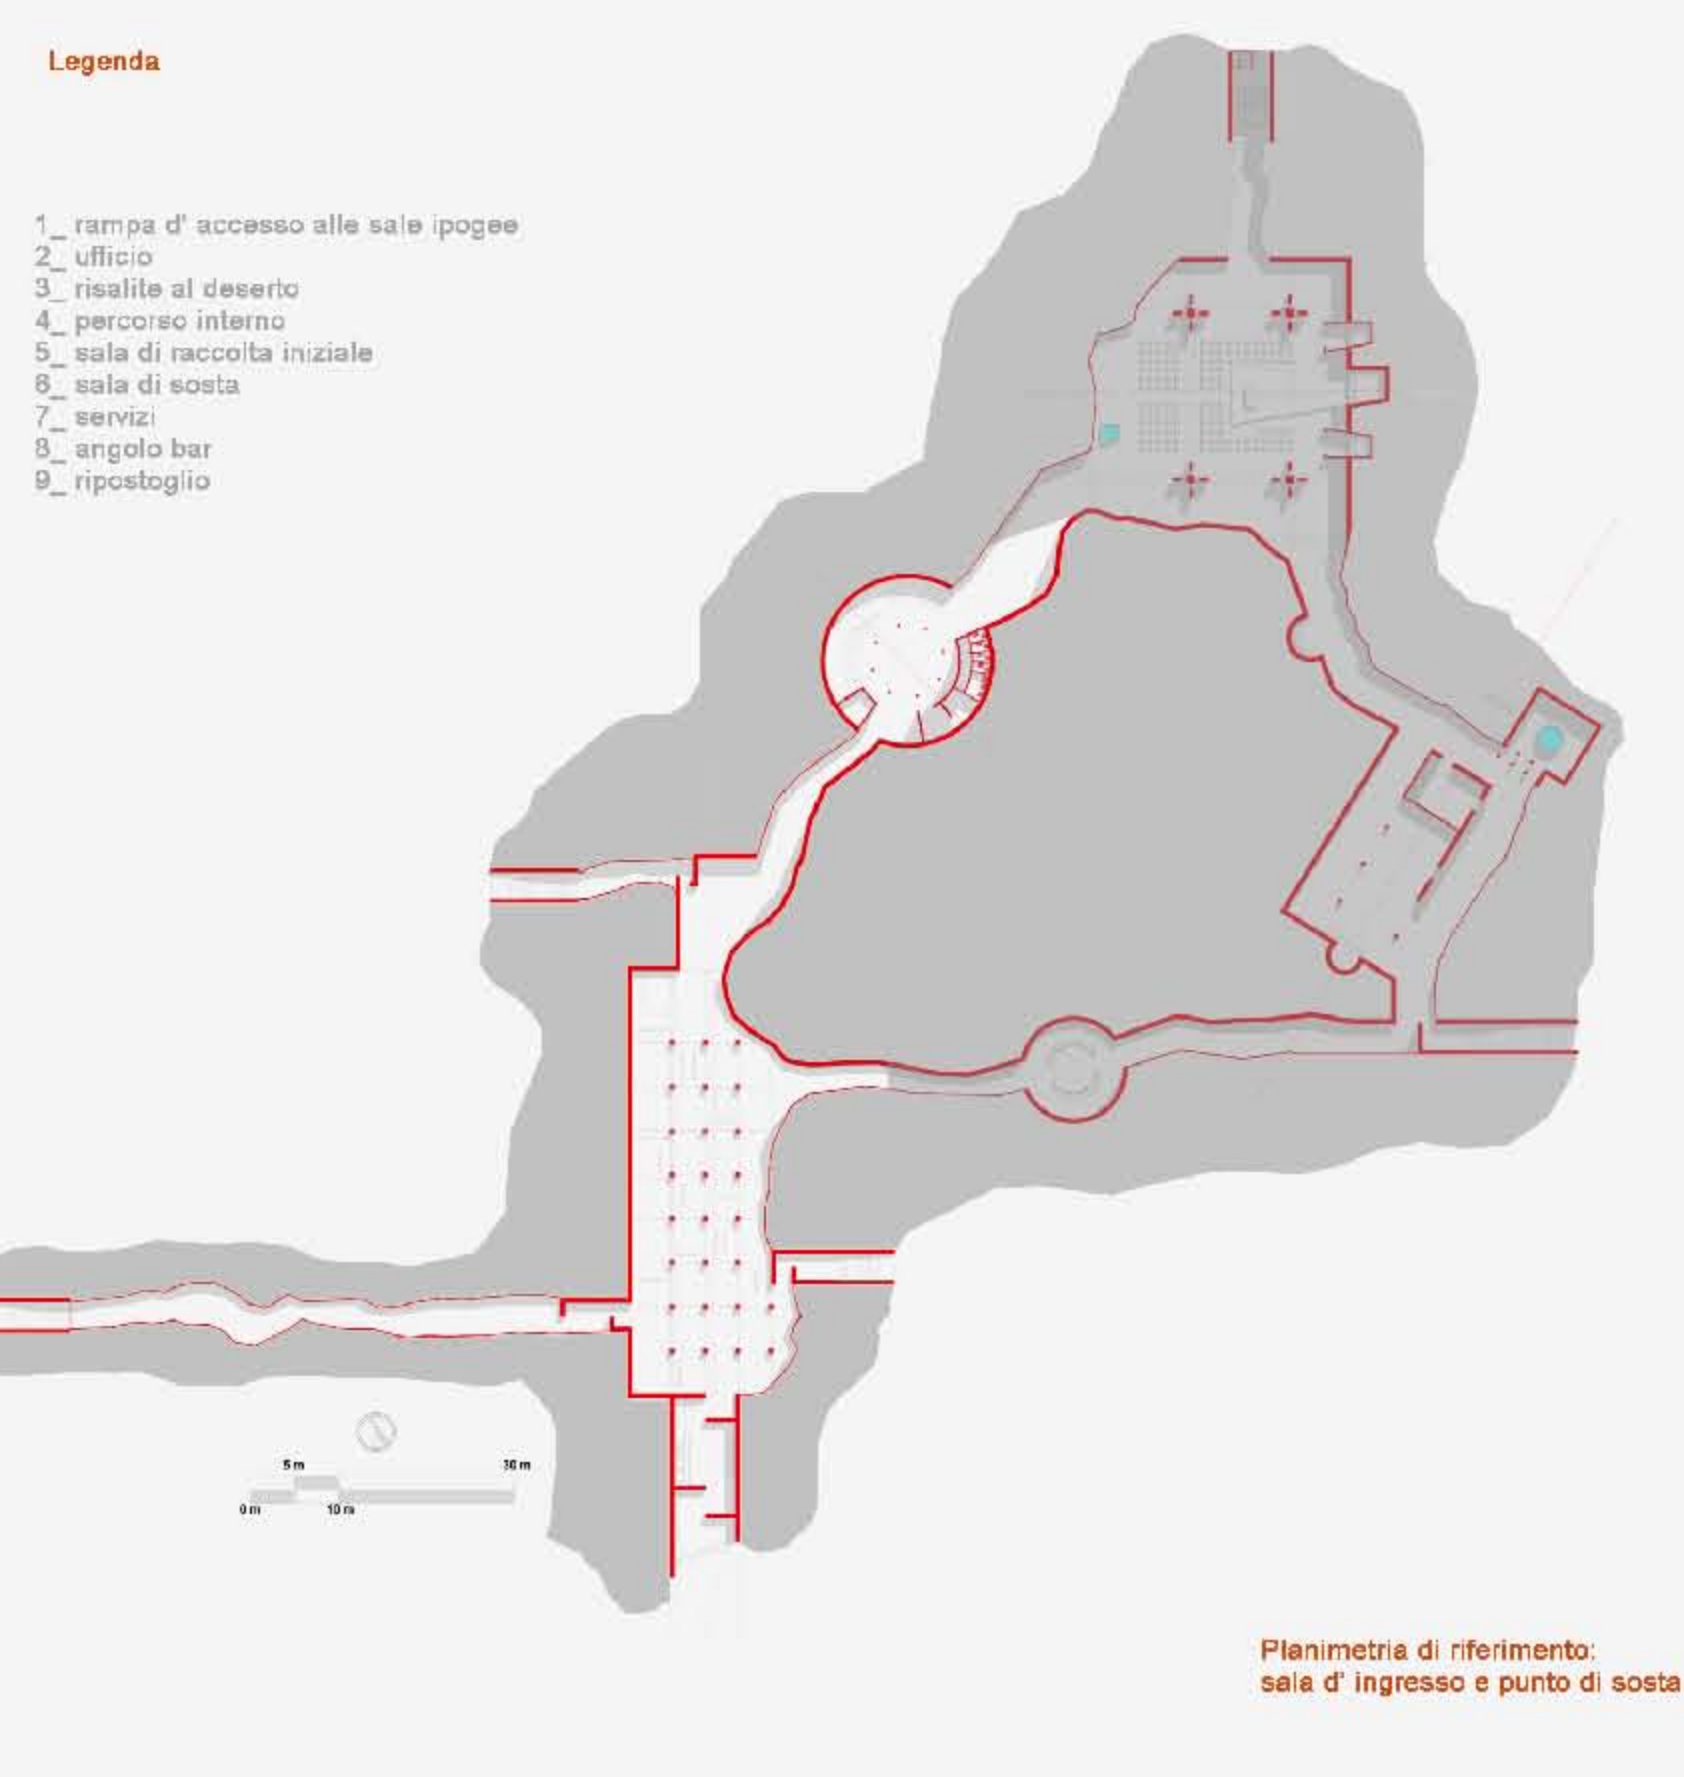 Legenda
1_ rampa d' accesso alle sale ipogee
2_ ufficio
3_ risalite al deserto
4_ percorso interno
5_ sala di raccolta iniziale
6_ sala di sosta
7_ servizi
8_ angolo bar
9_ ripostoglio
5 m 30 m
0 m 10 m
Planimetria di riferimento:
sala d' ingresso e punto di sosta